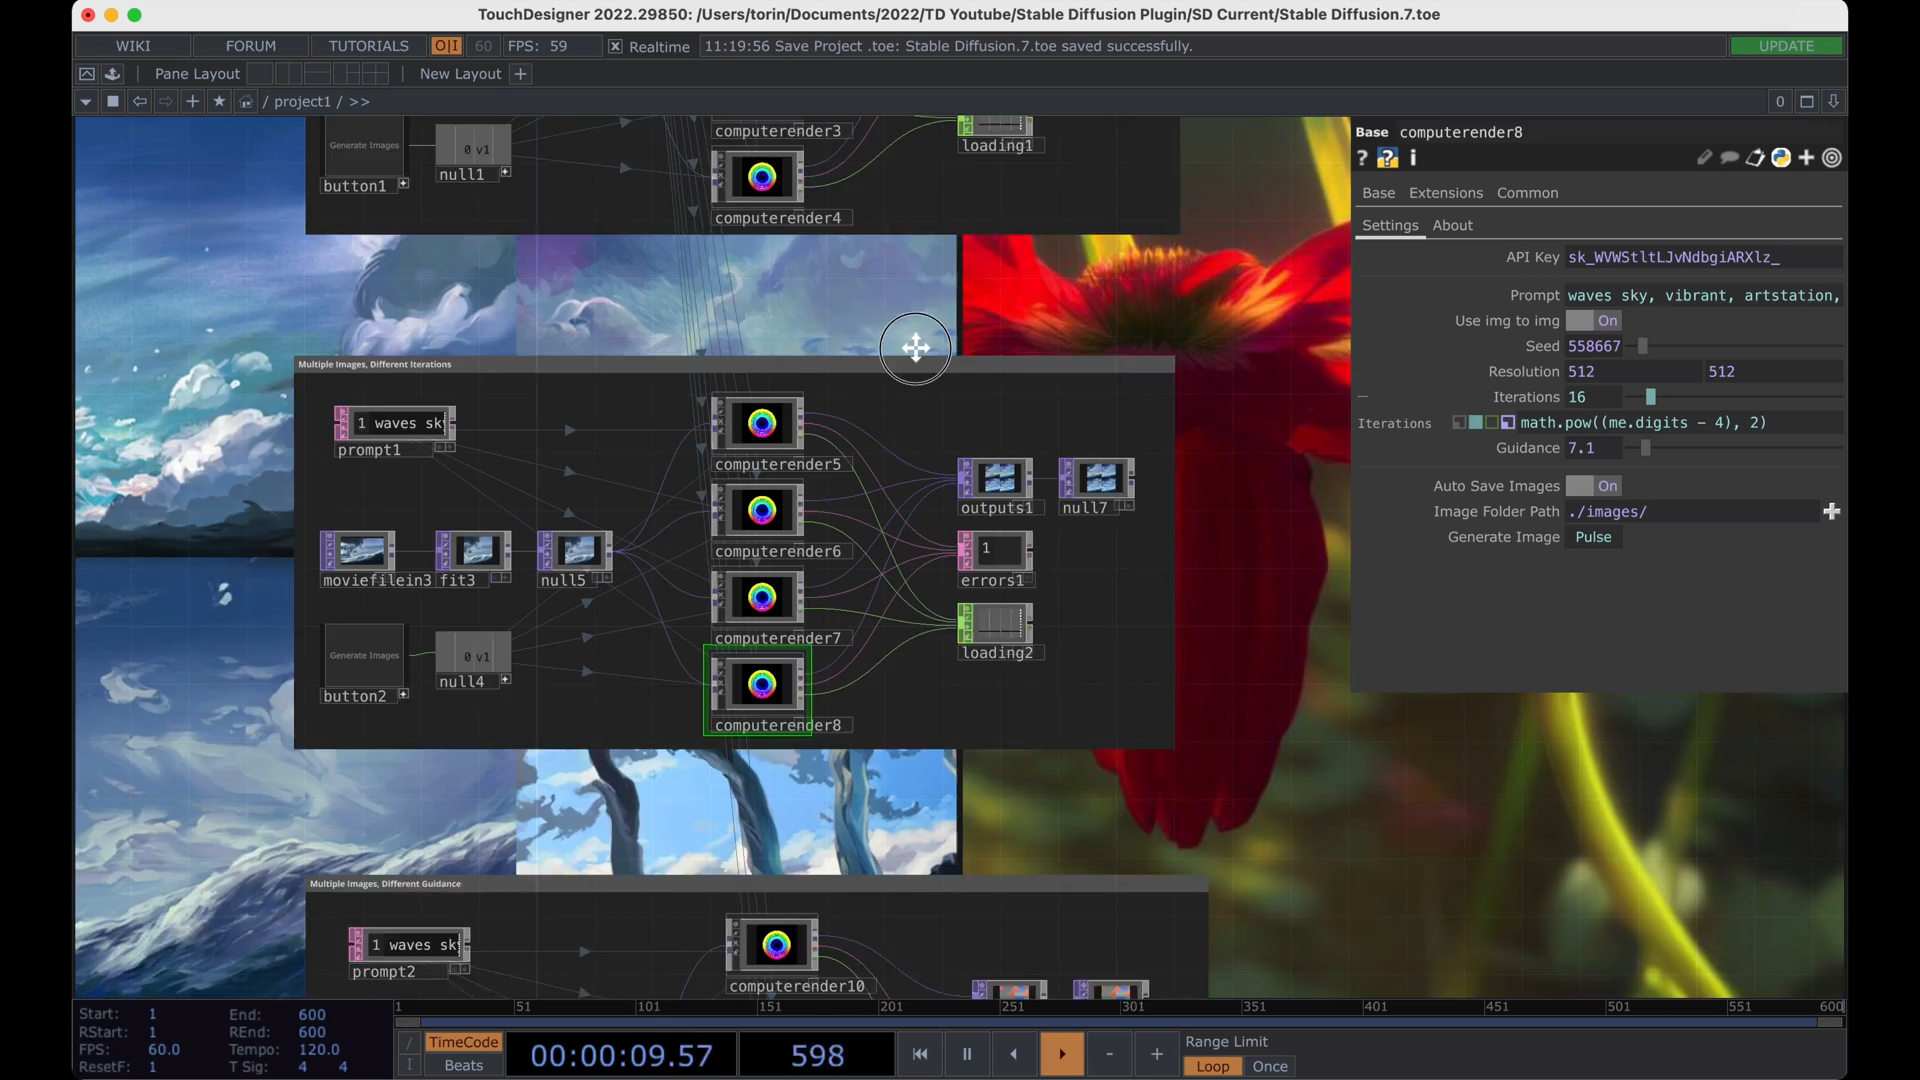 TouchDesigner 2022.29850: /Users/torin/Documents/2022/TD Youtube/Stable Diffusion Plugin/SD Current/Stable Diffusion.7.toe
WIKI FORUM TUTORIALS O|I 60 FPS: 59 Realtime 11:19:56 Save Project .toe: Stable Diffusion.7.toe saved successfully. UPDATE
Pane Layout New Layout +
/ project1 / >> 0
Base computerender8
Base Extensions Common
Settings About
API Key sk_WVWStltLJvNdbgiARXlz_
Prompt waves sky, vibrant, artstation,
Use img to img On
Seed 558667
Resolution 512 512
Iterations 16
Iterations math.pow((me.digits - 4), 2)
Guidance 7.1
Auto Save Images On
Image Folder Path ./images/
Generate Image Pulse
Generate Images
button1
0 v1
null1
computerender3
computerender4
loading1
Multiple Images, Different Iterations
1 waves sk
prompt1
moviefilein3
fit3
null5
Generate Images
button2
0 v1
null4
computerender5
computerender6
computerender7
computerender8
outputs1
null7
1
errors1
loading2
Multiple Images, Different Guidance
1 waves sk
prompt2
computerender10
1 51 101 151 201 251 301 351 401 451 501 551 600
Start: 1 End: 600
RStart: 1 REnd: 600
FPS: 60.0 Tempo: 120.0
ResetF: 1 T Sig: 4 4
/
I
TimeCode
Beats
00:00:09.57
598
- +
Range Limit
Loop Once